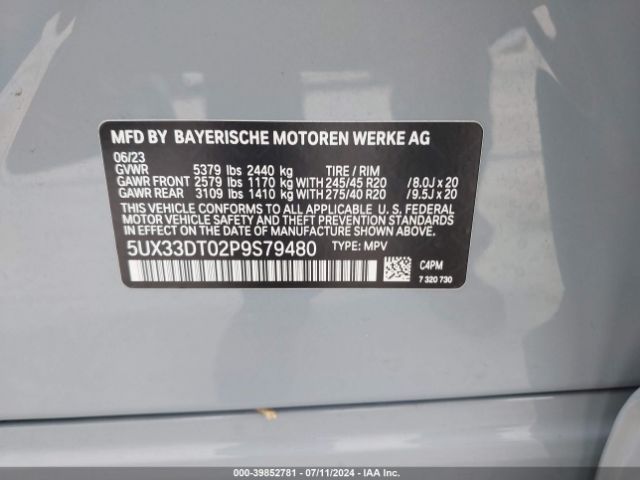 MFD BY BAYERISCHE MOTOREN WERKE AG
06/23
GVWR 5379 lbs 2440 kg TIRE / RIM
GAWR FRONT 2579 lbs 1170 kg WITH 245/45 R20 /8.0J x 20
GAWR REAR 3109 lbs 1410 kg WITH 275/40 R20 /9.5J x 20
THIS VEHICLE CONFORMS TO ALL APPLICABLE U. S. FEDERAL
MOTOR VEHICLE SAFETY AND THEFT PREVENTION STANDARDS
IN EFFECT ON THE DATE OF MANUFACTURE SHOWN ABOVE.
5UX33DT02P9S79480 TYPE: MPV
C4PM
7 320 730
000-39852781 - 07/11/2024 - IAA Inc.